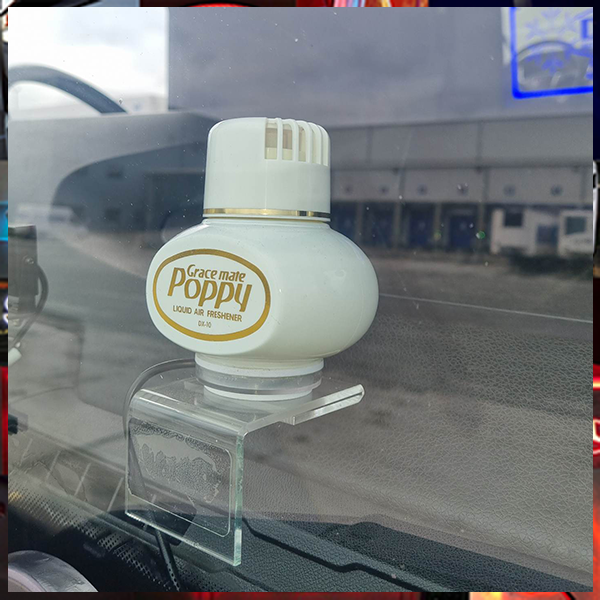 Grace mate
POPPY
LIQUID AIR FRESHENER
DX-10